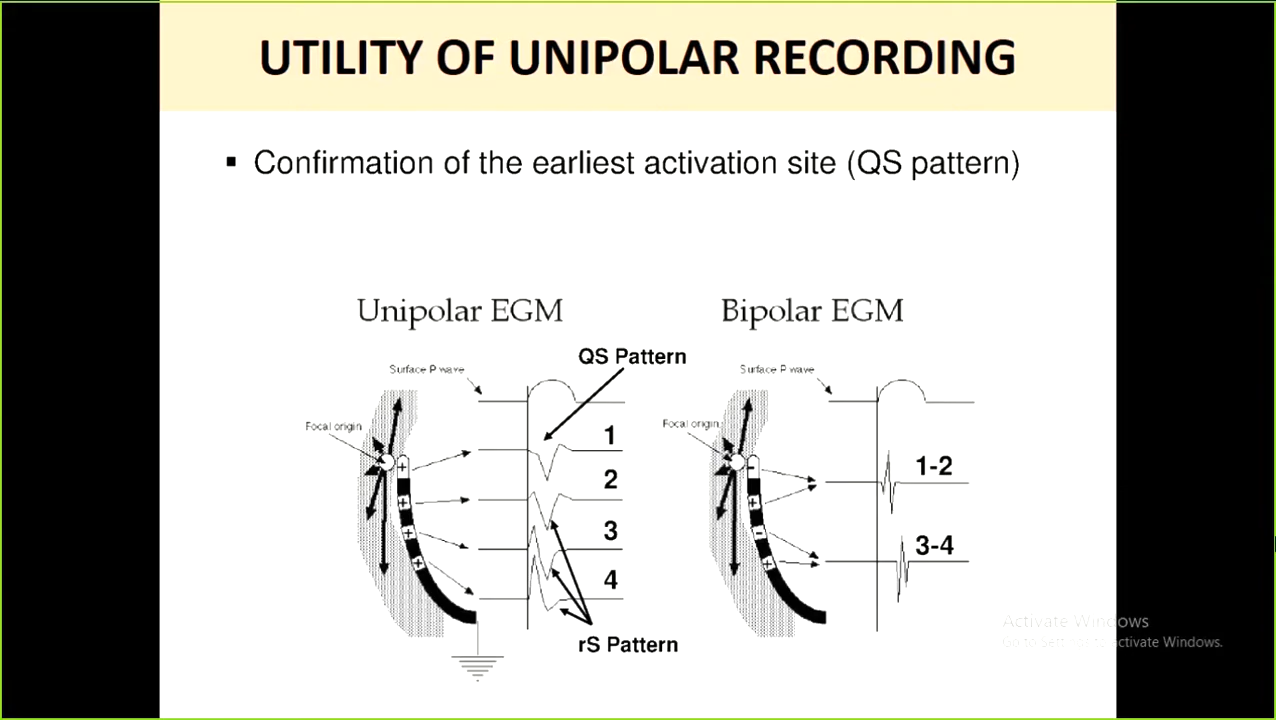 UTILITY OF UNIPOLAR RECORDING
▪ Confirmation of the earliest activation site (QS pattern)
Unipolar EGM
Bipolar EGM
QS Pattern
Surface P wave
Surface P wave
Focal origin
Focal origin
1
2
3
4
1-2
3-4
+
+
+
+
-
+
-
+
rS Pattern
Activate Windows
Go to settings to activate Windows.